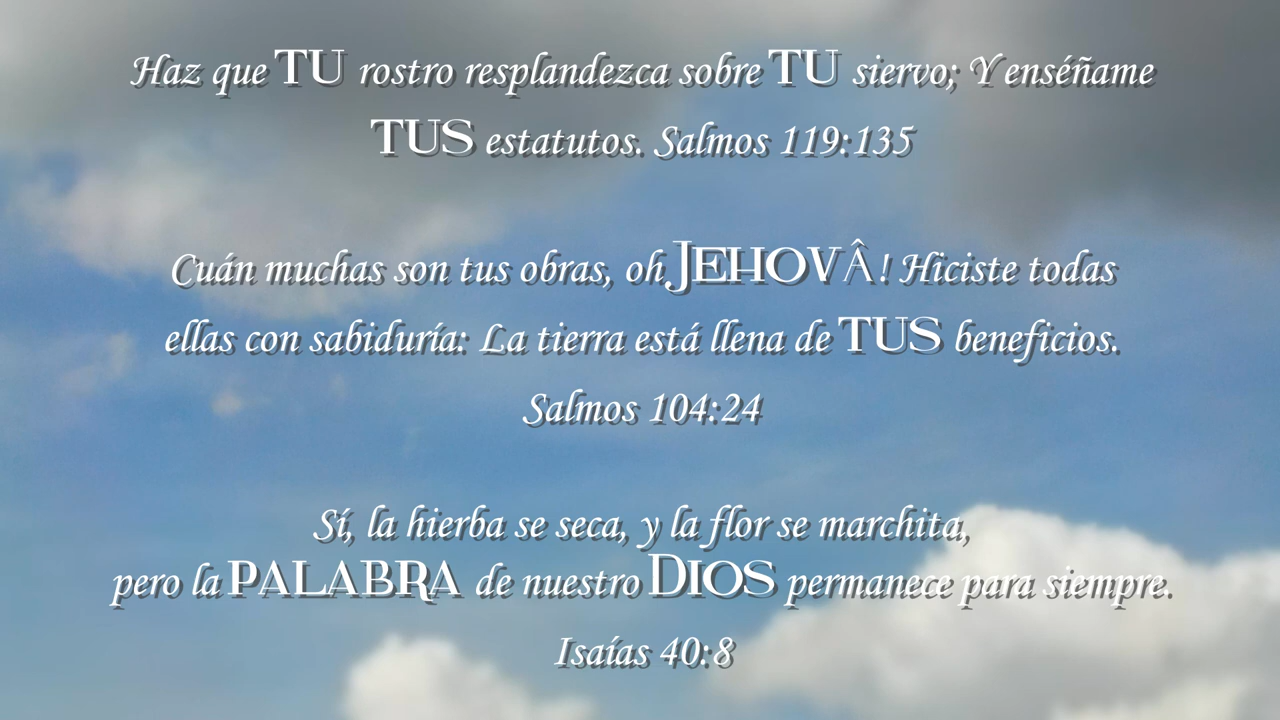 Haz que TU rostro resplandezca sobre TU siervo; Y enséñame
TUS estatutos. Salmos 119:135
Cuán muchas son tus obras, oh JEHOVÂ! Hiciste todas
ellas con sabiduría: La tierra está llena de TUS beneficios.
Salmos 104:24
Sí, la hierba se seca, y la flor se marchita,
pero la PALABRA de nuestro DIOS permanece para siempre.
Isaías 40:8